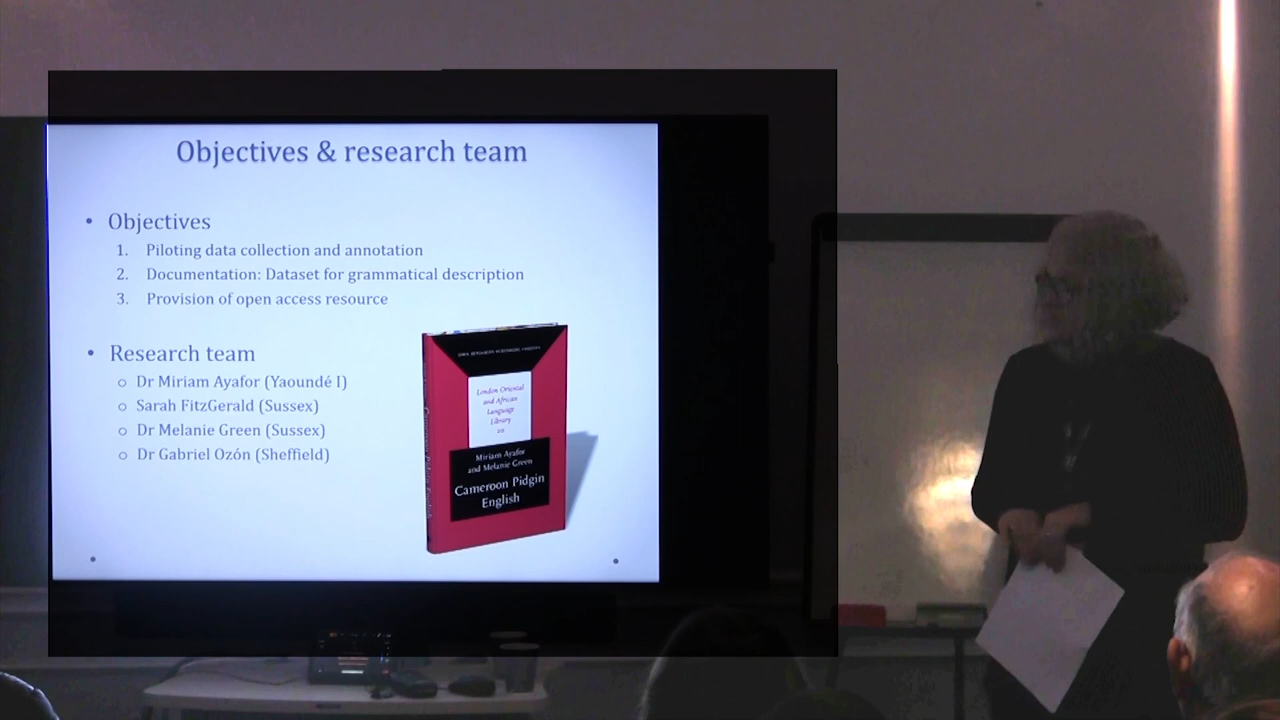 Objectives & research team
• Objectives
1. Piloting data collection and annotation
2. Documentation: Dataset for grammatical description
3. Provision of open access resource
• Research team
o Dr Miriam Ayafor (Yaoundé I)
o Sarah FitzGerald (Sussex)
o Dr Melanie Green (Sussex)
o Dr Gabriel Ozón (Sheffield)
London Oriental
and African
Language
Library
Miriam Ayafor
and Melanie Green
Cameroon Pidgin
English